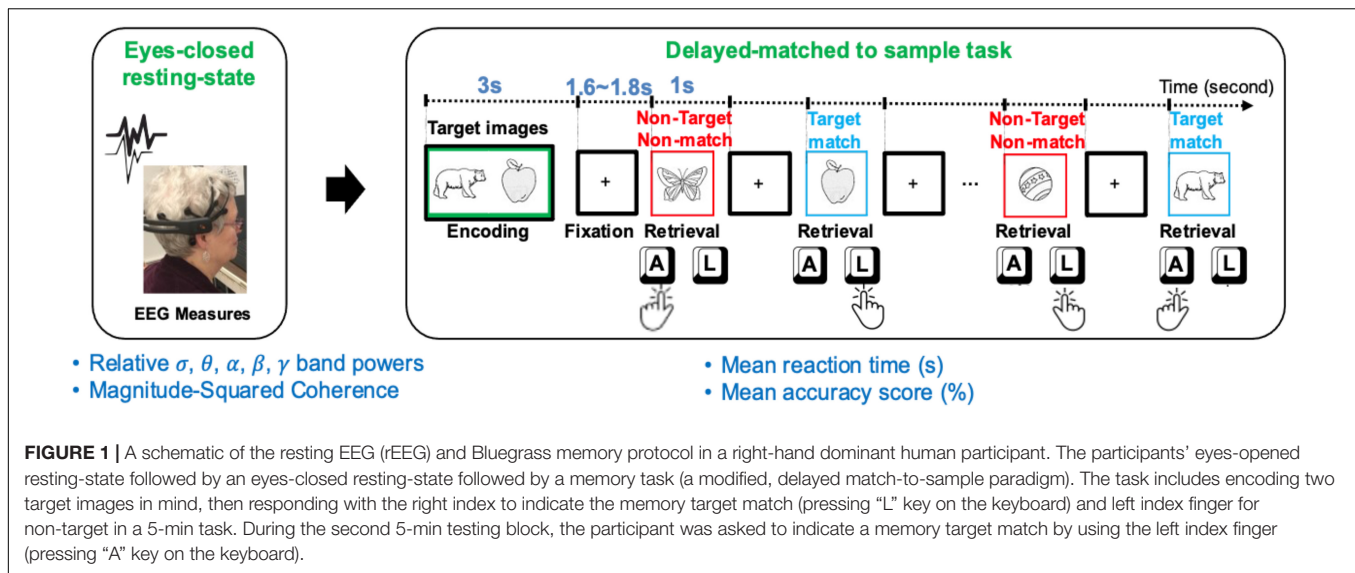 Eyes-closed
resting-state
EEG Measures
Delayed-matched to sample task
3s 1.6~1.8s 1s Time (second)
Target images
Non-Target
Non-match
Target
match
Non-Target
Non-match
Target
match
+ + + ... +
Encoding Fixation Retrieval Retrieval Retrieval Retrieval
A L A L A L A L
• Relative σ, θ, α, β, γ band powers
• Magnitude-Squared Coherence
• Mean reaction time (s)
• Mean accuracy score (%)
FIGURE 1 | A schematic of the resting EEG (rEEG) and Bluegrass memory protocol in a right-hand dominant human participant. The participants' eyes-opened
resting-state followed by an eyes-closed resting-state followed by a memory task (a modified, delayed match-to-sample paradigm). The task includes encoding two
target images in mind, then responding with the right index to indicate the memory target match (pressing "L" key on the keyboard) and left index finger for
non-target in a 5-min task. During the second 5-min testing block, the participant was asked to indicate a memory target match by using the left index finger
(pressing "A" key on the keyboard).